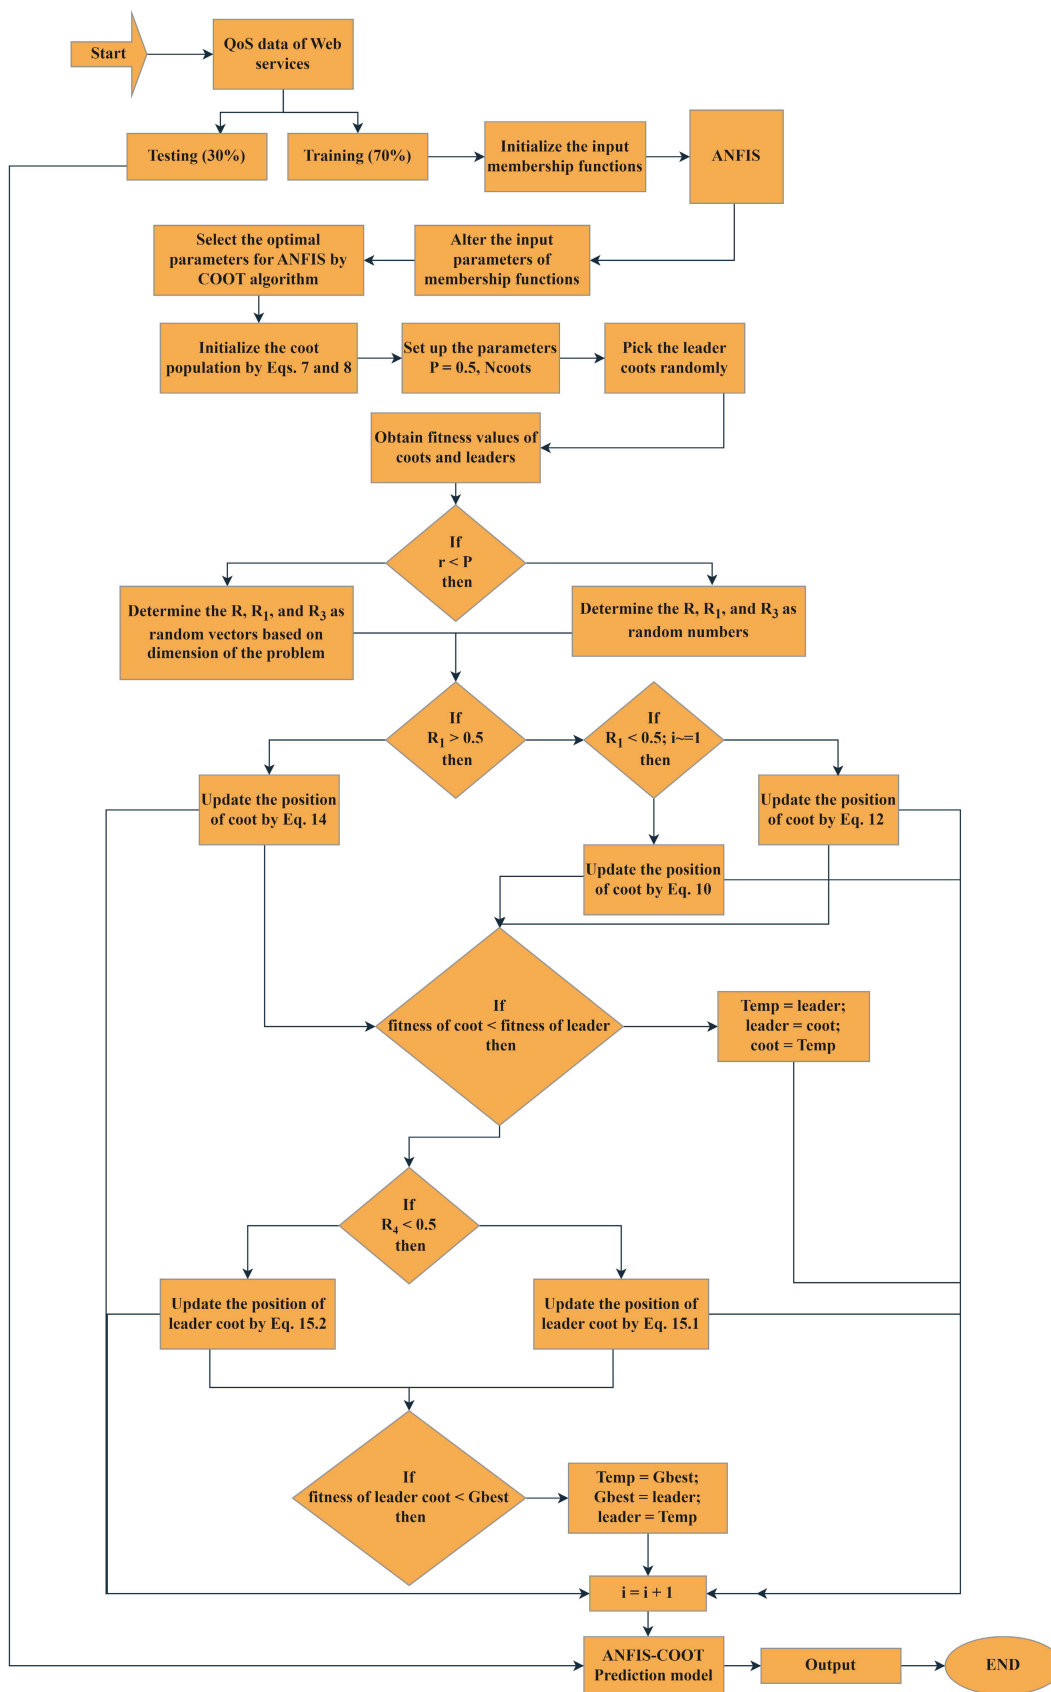 Start
QoS data of Web
services
Testing (30%)
Training (70%)
Initialize the input
membership functions
ANFIS
Select the optimal
parameters for ANFIS by
COOT algorithm
Alter the input
parameters of
membership functions
Initialize the coot
population by Eqs. 7 and 8
Set up the parameters
P = 0.5, Ncoots
Pick the leader
coots randomly
Obtain fitness values of
coots and leaders
If
r < P
then
Determine the R, R₁, and R₃ as
random vectors based on
dimension of the problem
Determine the R, R₁, and R₃ as
random numbers
If
R₁ > 0.5
then
If
R₁ < 0.5; i~=1
then
Update the position
of coot by Eq. 14
Update the position
of coot by Eq. 12
Update the position
of coot by Eq. 10
If
fitness of coot < fitness of leader
then
Temp = leader;
leader = coot;
coot = Temp
If
R₄ < 0.5
then
Update the position of
leader coot by Eq. 15.2
Update the position of
leader coot by Eq. 15.1
If
fitness of leader coot < Gbest
then
Temp = Gbest;
Gbest = leader;
leader = Temp
i = i + 1
ANFIS-COOT
Prediction model
Output
END